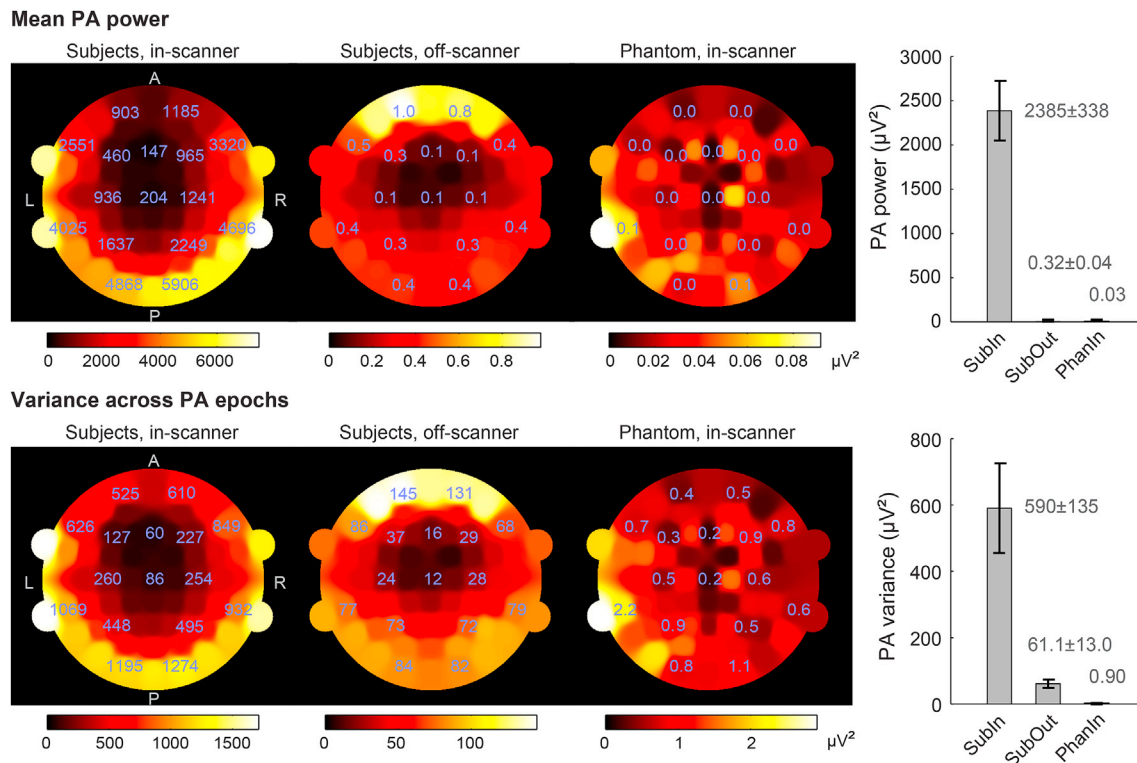 Mean PA power
Subjects, in-scanner Subjects, off-scanner Phantom, in-scanner
A
903 1185 1.0 0.8 0.0 0.0
2551 3320 0.5 0.4 0.0 0.0
460 147 965 0.3 0.1 0.1 0.0 0.0 0.0
L 936 204 1241 R 0.1 0.1 0.1 0.0 0.0 0.0
4025 4696 0.4 0.4 0.1 0.0
1637 2249 0.3 0.3 0.0 0.0
4868 5906 0.4 0.4 0.0 0.1
P
0 2000 4000 6000 0 0.2 0.4 0.6 0.8 0 0.02 0.04 0.06 0.08 µV²
PA power (µV²)
3000
2500
2000
1500
1000
500
0
2385±338
0.32±0.04
0.03
SubIn SubOut PhanIn
Variance across PA epochs
Subjects, in-scanner Subjects, off-scanner Phantom, in-scanner
A
525 610 145 131 0.4 0.5
626 849 86 68 0.7 0.8
127 60 227 37 16 29 0.3 0.2 0.9
L 260 86 254 R 24 12 28 0.5 0.2 0.6
1069 932 77 79 2.2 0.6
448 495 73 72 0.9 0.5
1195 1274 84 82 0.8 1.1
P
0 500 1000 1500 0 50 100 0 1 2 µV²
PA variance (µV²)
800
600
400
200
0
590±135
61.1±13.0
0.90
SubIn SubOut PhanIn